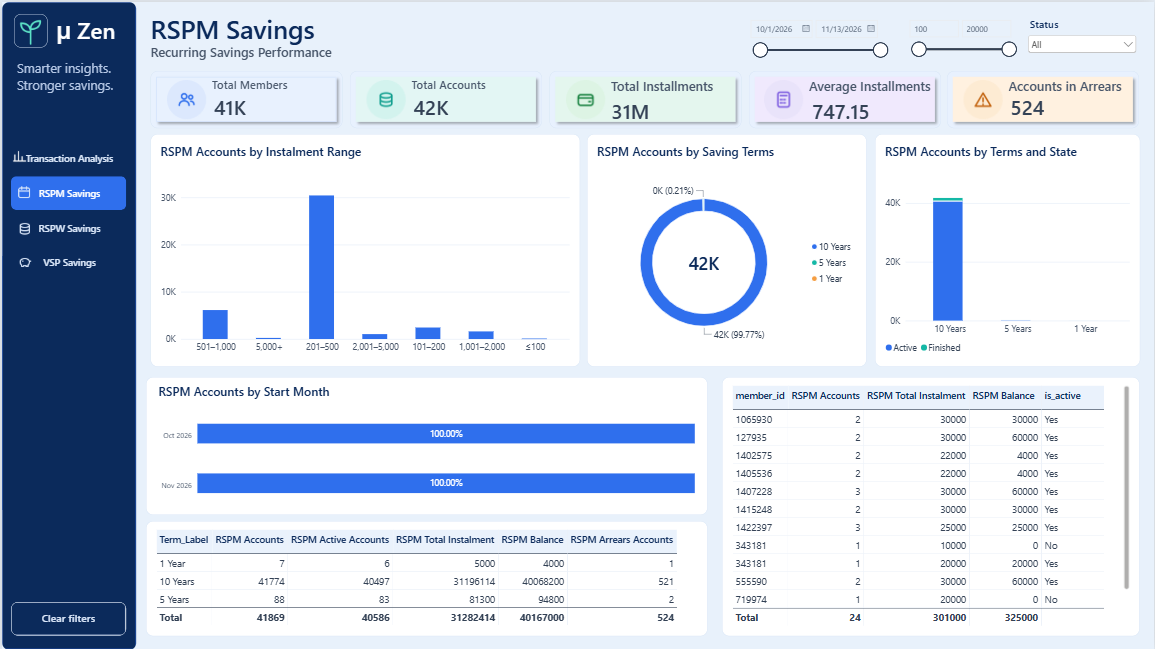 μ Zen
Smarter insights.
Stronger savings.
Transaction Analysis
RSPM Savings
RSPW Savings
VSP Savings
Clear filters
RSPM Savings
Recurring Savings Performance
10/1/2026 11/13/2026
100 20000
Status
All
Total Members
41K
Total Accounts
42K
Total Installments
31M
Average Installments
747.15
Accounts in Arrears
524
RSPM Accounts by Instalment Range
30K
20K
10K
0K
501–1,000 5,000+ 201–500 2,001–5,000 101–200 1,001–2,000 ≤100
RSPM Accounts by Saving Terms
0K (0.21%)
42K
42K (99.77%)
10 Years
5 Years
1 Year
RSPM Accounts by Terms and State
40K
20K
0K
10 Years 5 Years 1 Year
Active Finished
RSPM Accounts by Start Month
Oct 2026 100.00%
Nov 2026 100.00%
Term_Label RSPM Accounts RSPM Active Accounts RSPM Total Instalment RSPM Balance RSPM Arrears Accounts
1 Year 7 6 5000 4000 1
10 Years 41774 40497 31196114 40068200 521
5 Years 88 83 81300 94800 2
Total 41869 40586 31282414 40167000 524
member_id RSPM Accounts RSPM Total Instalment RSPM Balance is_active
1065930 2 30000 30000 Yes
127935 2 30000 60000 Yes
1402575 2 22000 4000 Yes
1405536 2 22000 4000 Yes
1407228 3 30000 60000 Yes
1415248 2 30000 30000 Yes
1422397 3 25000 25000 Yes
343181 1 10000 0 No
343181 1 20000 20000 Yes
555590 2 30000 60000 Yes
719974 1 20000 0 No
Total 24 301000 325000